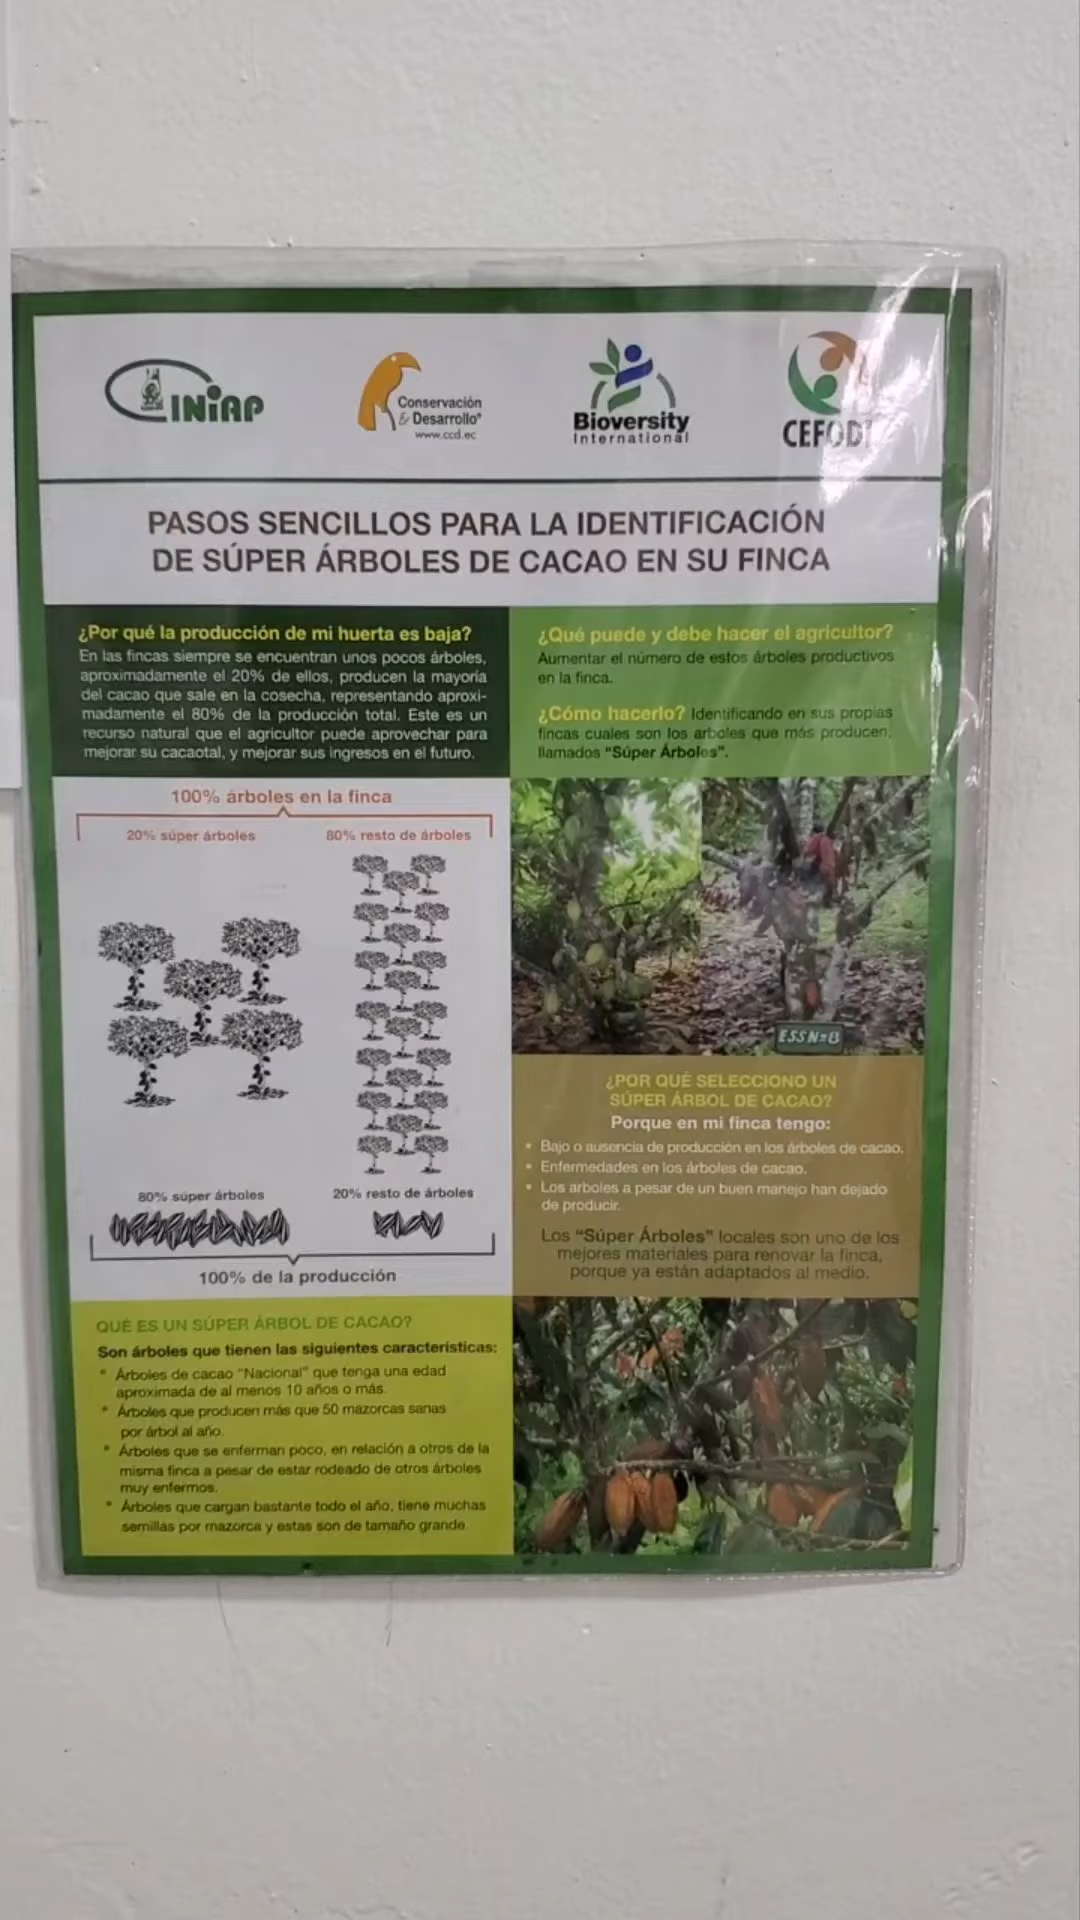 INIAP
Conservación
& Desarrollo®
www.ccd.ec
Bioversity
International
CEFODI
PASOS SENCILLOS PARA LA IDENTIFICACIÓN
DE SÚPER ÁRBOLES DE CACAO EN SU FINCA
¿Por qué la producción de mi huerta es baja?
En las fincas siempre se encuentran unos pocos árboles,
aproximadamente el 20% de ellos, producen la mayoría
del cacao que sale en la cosecha, representando aproxi-
madamente el 80% de la producción total. Este es un
recurso natural que el agricultor puede aprovechar para
mejorar su cacaotal, y mejorar sus ingresos en el futuro.
¿Qué puede y debe hacer el agricultor?
Aumentar el número de estos árboles productivos
en la finca.
¿Cómo hacerlo? Identificando en sus propias
fincas cuales son los arboles que más producen,
llamados "Súper Árboles".
100% árboles en la finca
20% súper árboles
80% resto de árboles
80% súper árboles
20% resto de árboles
100% de la producción
ESS N=8
¿POR QUÉ SELECCIONO UN
SÚPER ÁRBOL DE CACAO?
Porque en mi finca tengo:
• Bajo o ausencia de producción en los árboles de cacao.
• Enfermedades en los árboles de cacao.
• Los arboles a pesar de un buen manejo han dejado
de producir.
Los "Súper Árboles" locales son uno de los
mejores materiales para renovar la finca,
porque ya están adaptados al medio.
QUÉ ES UN SÚPER ÁRBOL DE CACAO?
Son árboles que tienen las siguientes características:
* Árboles de cacao "Nacional" que tenga una edad
aproximada de al menos 10 años o más.
* Árboles que producen más que 50 mazorcas sanas
por árbol al año.
* Árboles que se enferman poco, en relación a otros de la
misma finca a pesar de estar rodeado de otros árboles
muy enfermos.
* Árboles que cargan bastante todo el año, tiene muchas
semillas por mazorca y estas son de tamaño grande.